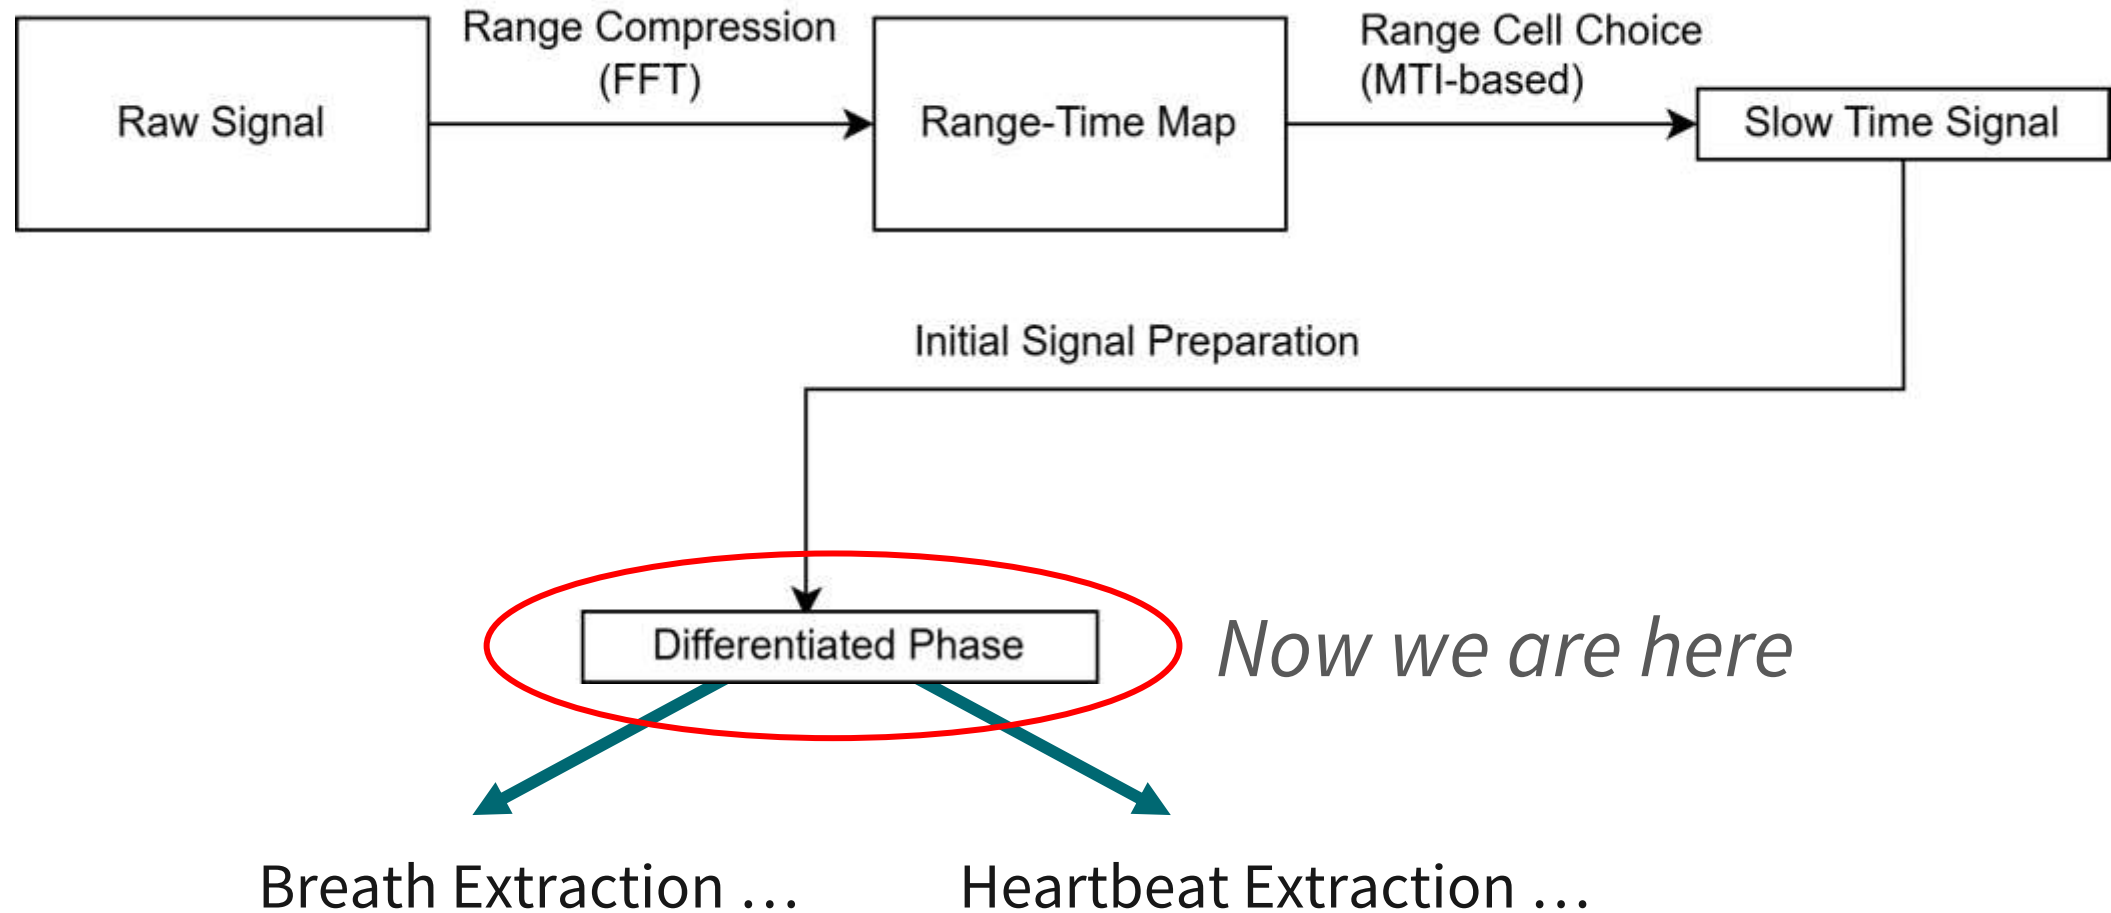 Raw Signal
Range Compression
(FFT)
Range-Time Map
Range Cell Choice
(MTI-based)
Slow Time Signal
Initial Signal Preparation
Differentiated Phase
Now we are here
Breath Extraction …
Heartbeat Extraction …